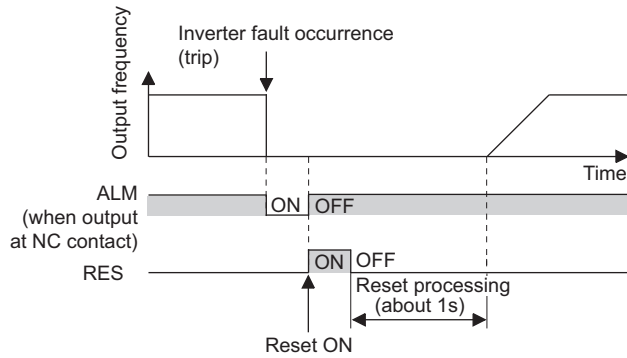 Inverter fault occurrence
(trip)
Output frequency
Time
ALM
(when output
at NC contact)
ON
OFF
RES
ON
OFF
Reset processing
(about 1s)
Reset ON